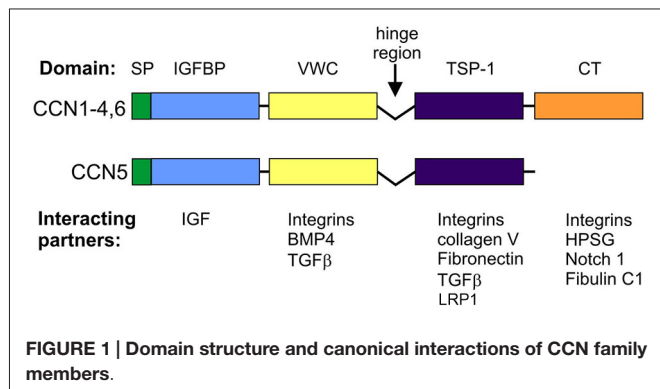 hinge
region
Domain: SP IGFBP VWC TSP-1 CT
CCN1-4,6
CCN5
Interacting partners:
IGF
Integrins
BMP4
TGFβ
Integrins
collagen V
Fibronectin
TGFβ
LRP1
Integrins
HPSG
Notch 1
Fibulin C1
FIGURE 1 | Domain structure and canonical interactions of CCN family
members.